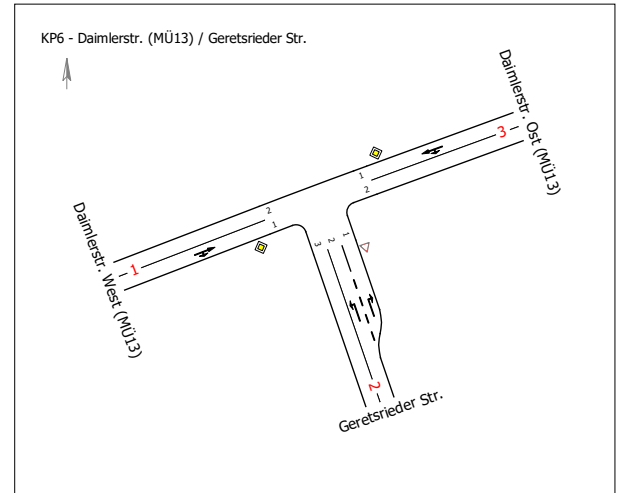 KP6 - Daimlerstr. (MÜ13) / Geretsrieder Str.
Daimlerstr. Ost (MÜ13)
3
1
2
2
1
Daimlerstr. West (MÜ13)
1
3
2
1
2
Geretsrieder Str.